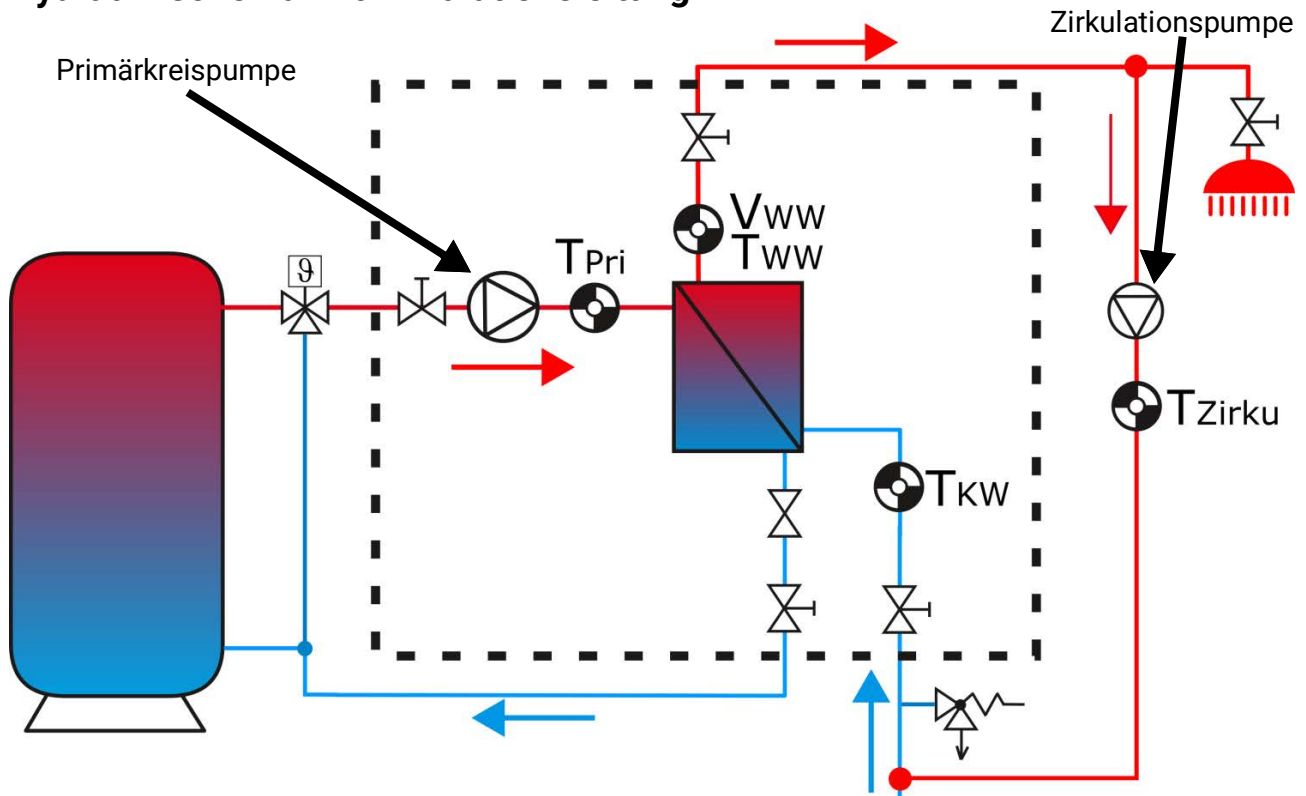 Zirkulationspumpe
Primärkreispumpe
VWW
TWW
TPri
ϑ
TZirku
TKW